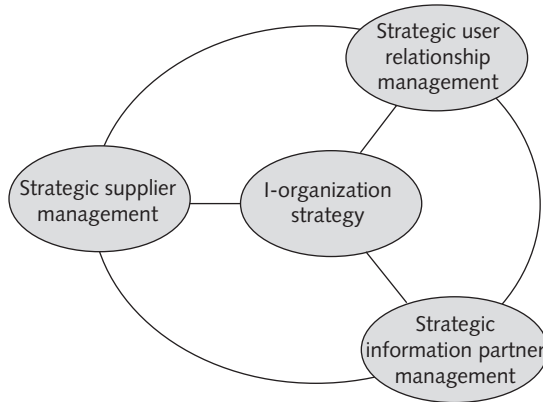 Strategic user
relationship
management
Strategic supplier
management
I-organization
strategy
Strategic
information partner
management